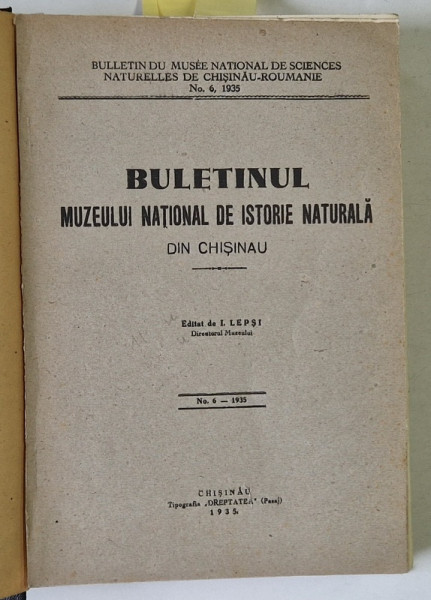 BULLETIN DU MUSÉE NATIONAL DE SCIENCES
NATURELLES DE CHIȘINĂU-ROUMANIE
No. 6, 1935
BULETINUL
MUZEULUI NAȚIONAL DE ISTORIE NATURALĂ
DIN CHIȘINAU
Editat de I. LEPȘI
Directorul Muzeului
No. 6 — 1935
CHIȘINĂU
Tipografia „DREPTATEA" (Pasaj)
1935.